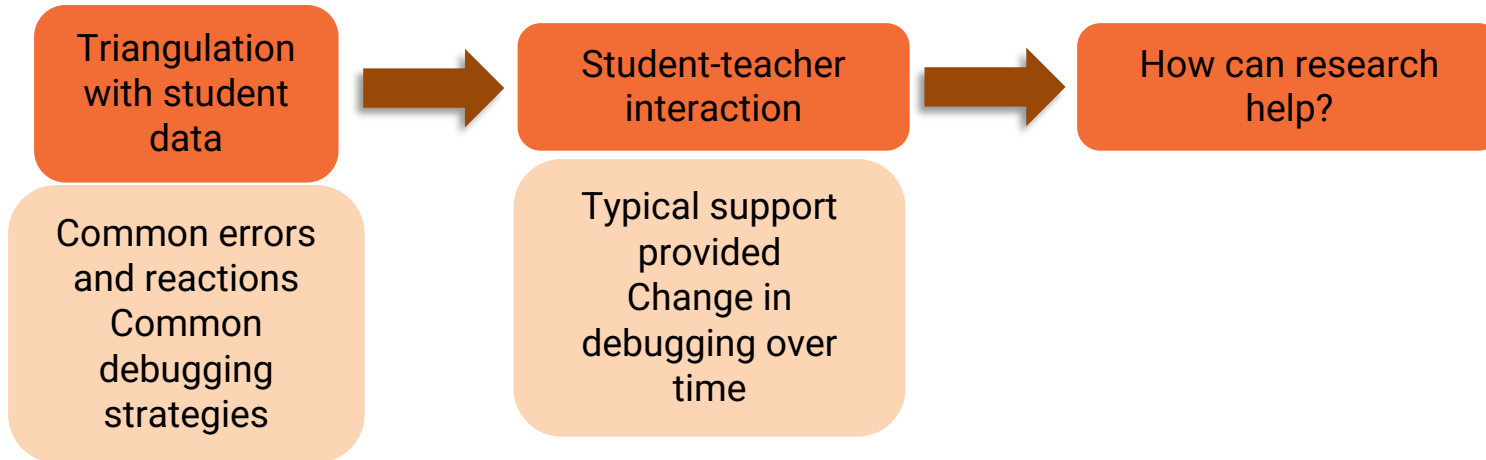 Triangulation
with student
data
Common errors
and reactions
Common
debugging
strategies
Student-teacher
interaction
Typical support
provided
Change in
debugging over
time
How can research
help?